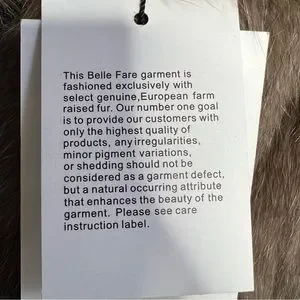 This Belle Fare garment is
fashioned exclusively with
select genuine,European farm
raised fur. Our number one goal
is to provide our customers with
only the highest quality of
products, any irregularities,
minor pigment variations,
or shedding should not be
considered as a garment defect,
but a natural occurring attribute
that enhances the beauty of the
garment. Please see care
instruction label.